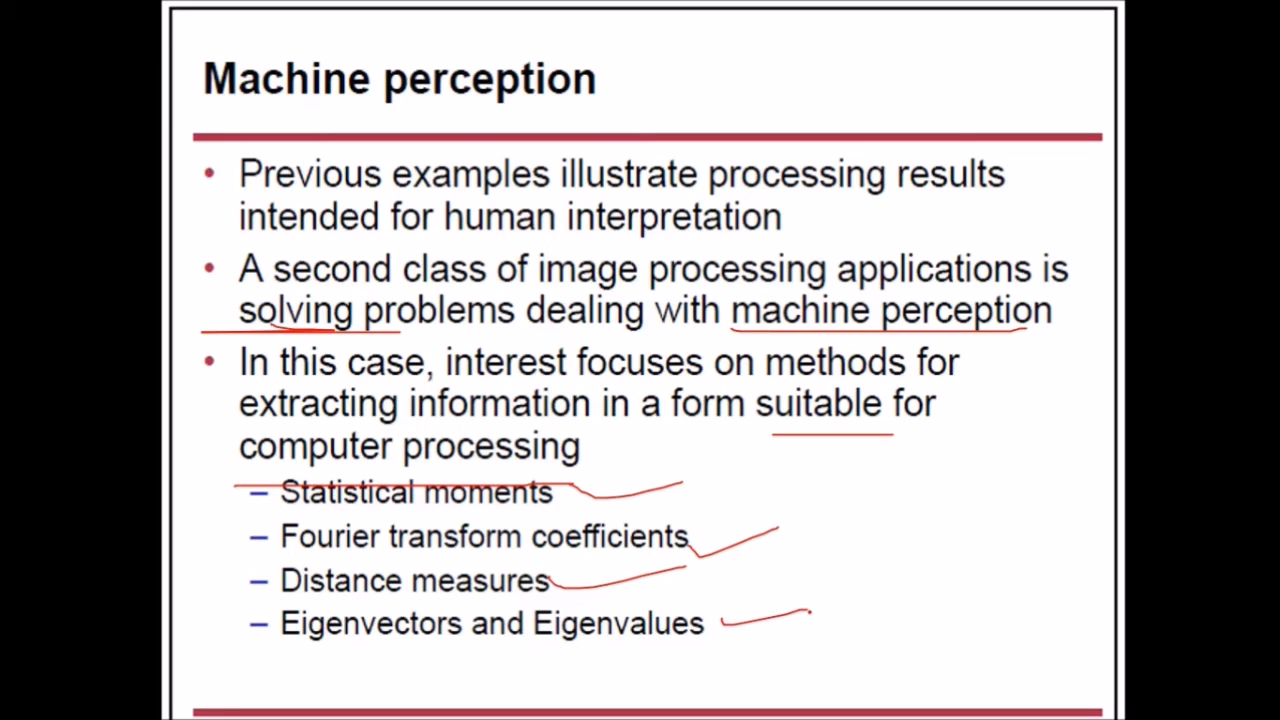 Machine perception
• Previous examples illustrate processing results
intended for human interpretation
• A second class of image processing applications is
solving problems dealing with machine perception
• In this case, interest focuses on methods for
extracting information in a form suitable for
computer processing
– Statistical moments
– Fourier transform coefficients
– Distance measures
– Eigenvectors and Eigenvalues